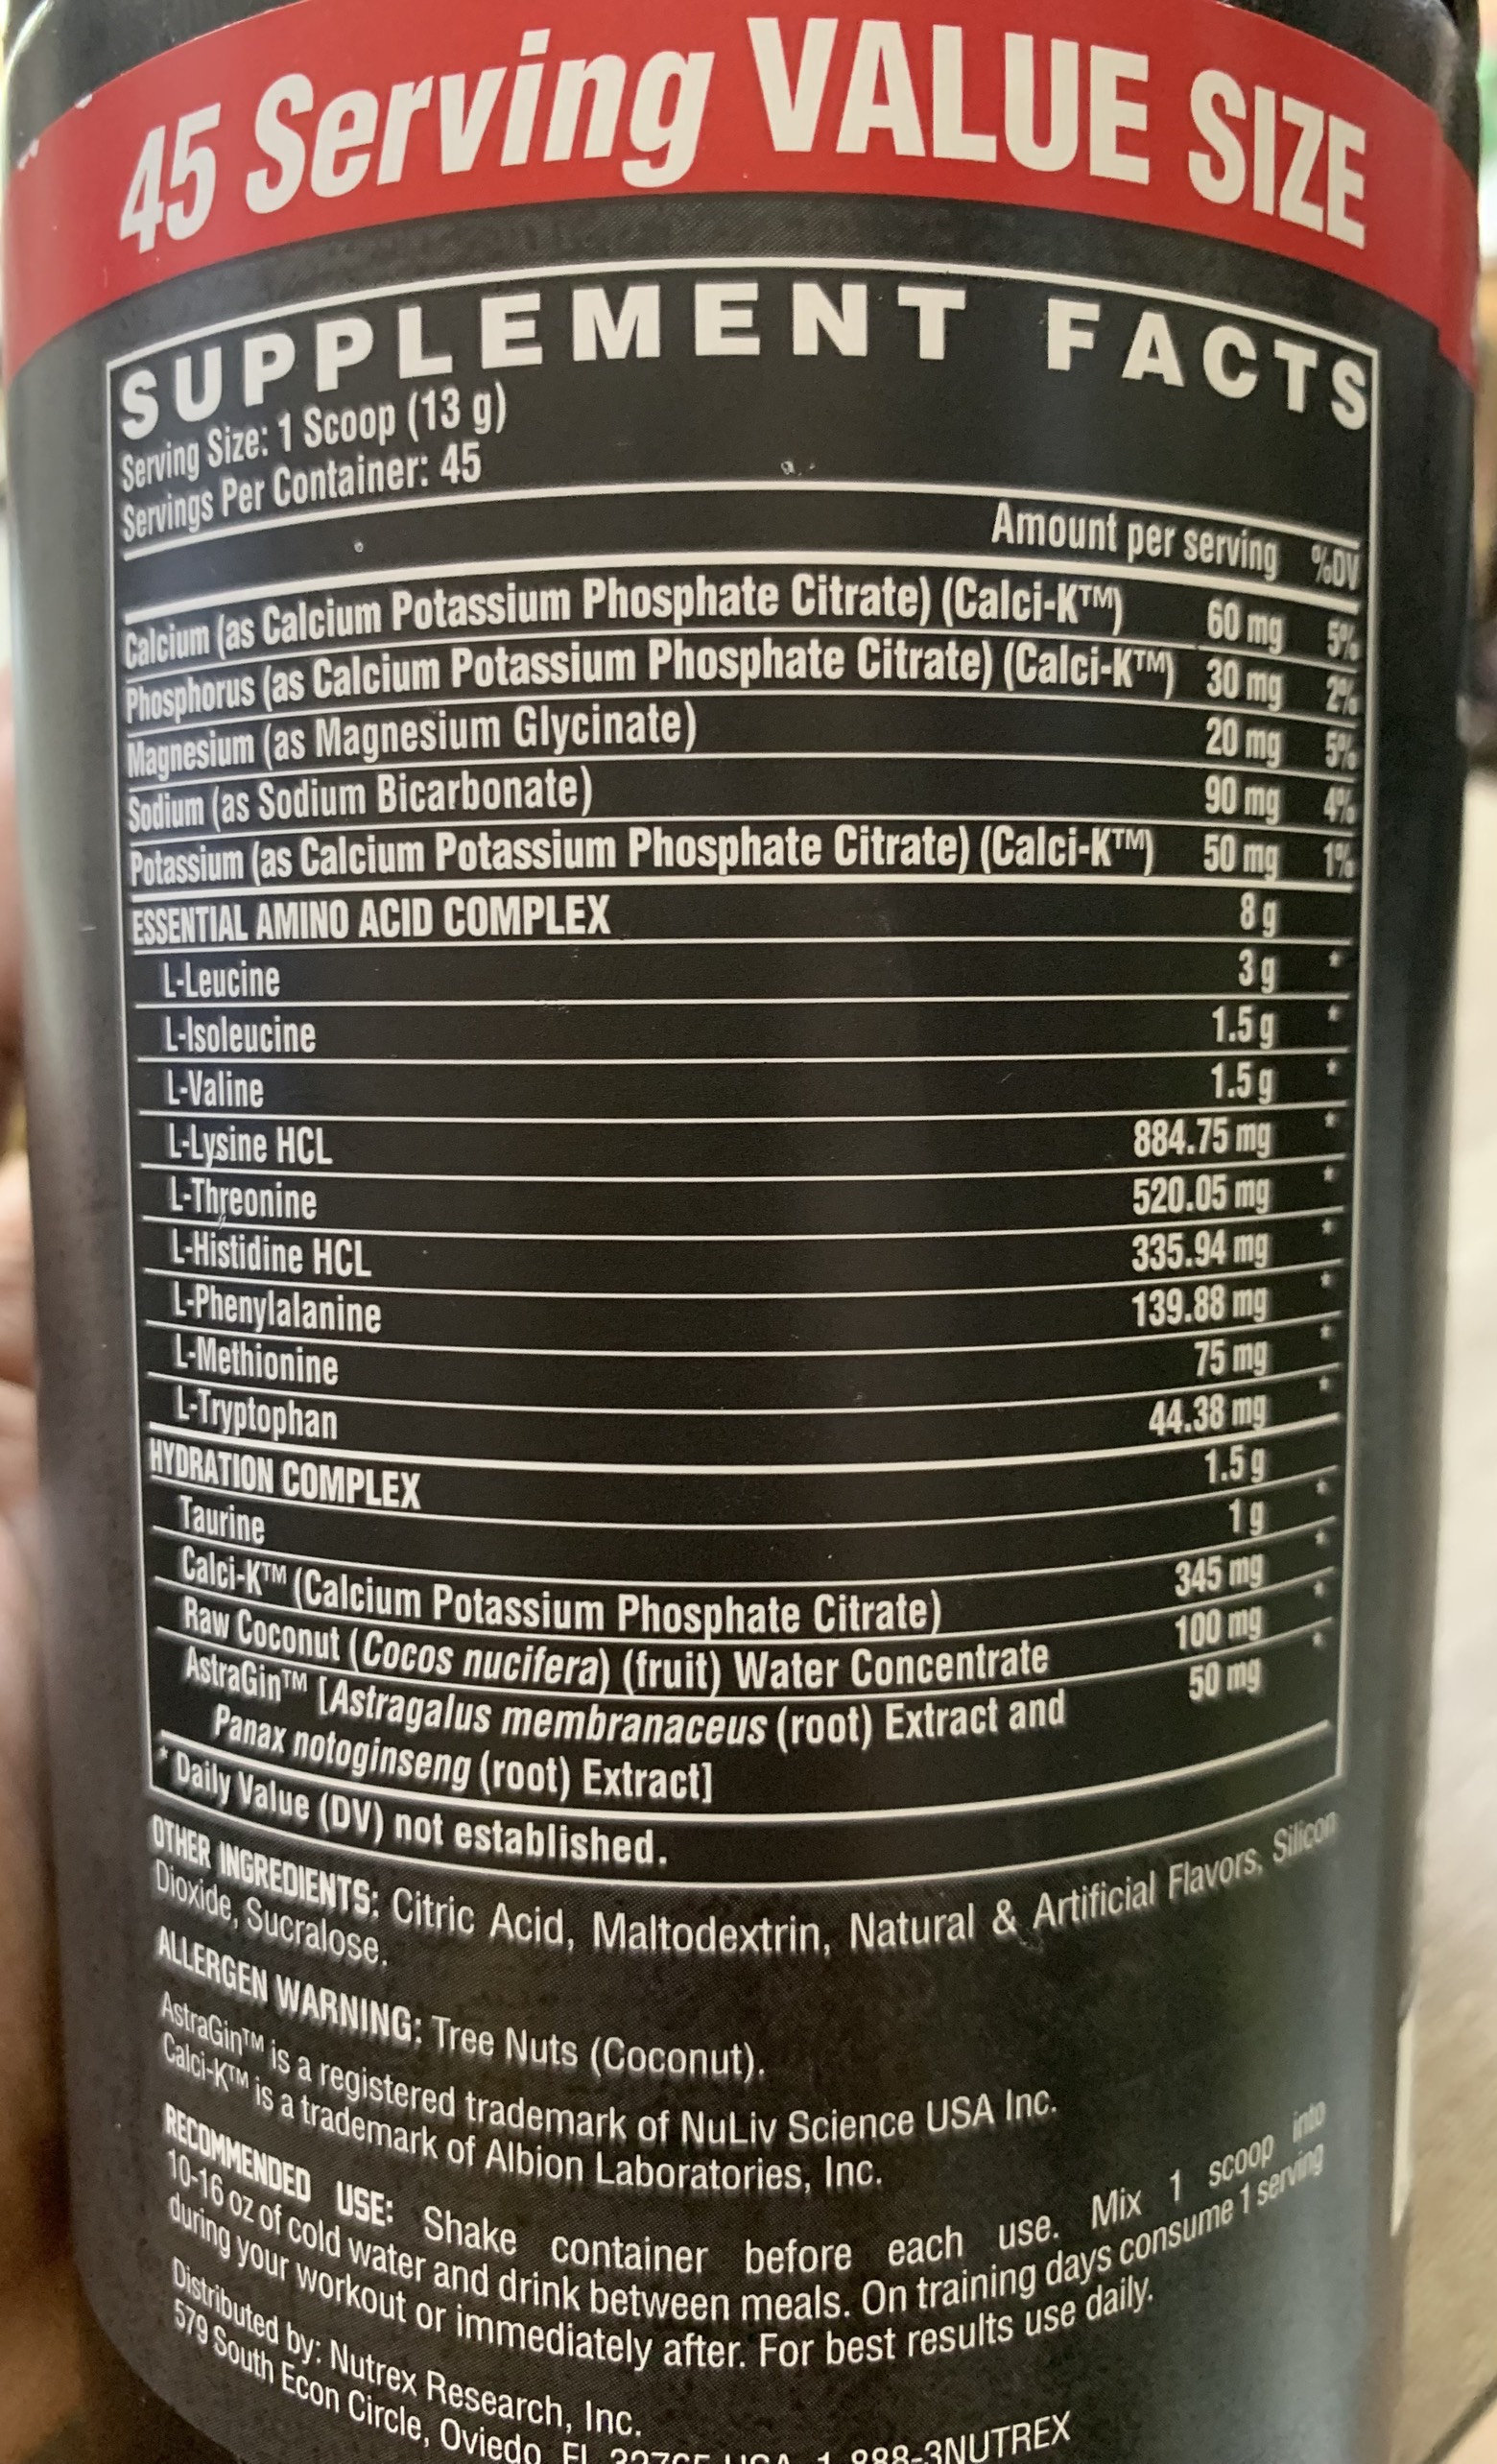 45 Serving VALUE SIZE
SUPPLEMENT FACTS
Serving Size: 1 Scoop (13 g)
Servings Per Container: 45
Amount per serving %DV
Calcium (as Calcium Potassium Phosphate Citrate) (Calci-K™) 60 mg 5%
Phosphorus (as Calcium Potassium Phosphate Citrate) (Calci-K™) 30 mg 2%
Magnesium (as Magnesium Glycinate) 20 mg 5%
Sodium (as Sodium Bicarbonate) 90 mg 4%
Potassium (as Calcium Potassium Phosphate Citrate) (Calci-K™) 50 mg 1%
ESSENTIAL AMINO ACID COMPLEX 8 g
L-Leucine 3 g *
L-Isoleucine 1.5 g *
L-Valine 1.5 g *
L-Lysine HCL 884.75 mg *
L-Threonine 520.05 mg *
L-Histidine HCL 335.94 mg *
L-Phenylalanine 139.88 mg *
L-Methionine 75 mg *
L-Tryptophan 44.38 mg *
HYDRATION COMPLEX 1.5 g
Taurine 1 g *
Calci-K™ (Calcium Potassium Phosphate Citrate) 345 mg *
Raw Coconut (Cocos nucifera) (fruit) Water Concentrate 100 mg *
AstraGin™ [Astragalus membranaceus (root) Extract and 50 mg *
Panax notoginseng (root) Extract]
* Daily Value (DV) not established.
OTHER INGREDIENTS: Citric Acid, Maltodextrin, Natural & Artificial Flavors, Silicon
Dioxide, Sucralose.
ALLERGEN WARNING: Tree Nuts (Coconut).
AstraGin™ is a registered trademark of NuLiv Science USA Inc.
Calci-K™ is a trademark of Albion Laboratories, Inc.
RECOMMENDED USE: Shake container before each use. Mix 1 scoop into
10-16 oz of cold water and drink between meals. On training days consume 1 serving
during your workout or immediately after. For best results use daily.
Distributed by: Nutrex Research, Inc.
579 South Econ Circle, Oviedo, FL 32765 USA 1-888-3NUTREX